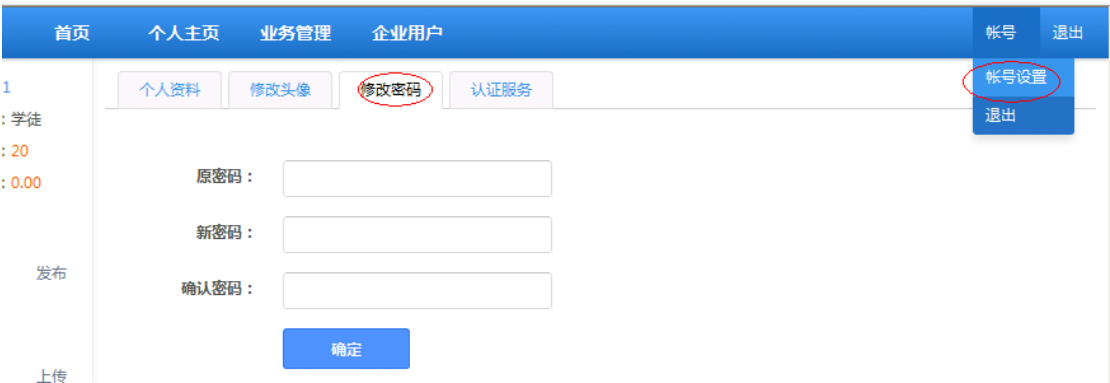 首页 个人主页 业务管理 企业用户 帐号 退出
帐号设置
退出
1
：学徒
：20
：0.00
发布
上传
个人资料 修改头像 修改密码 认证服务
原密码：
新密码：
确认密码：
确定